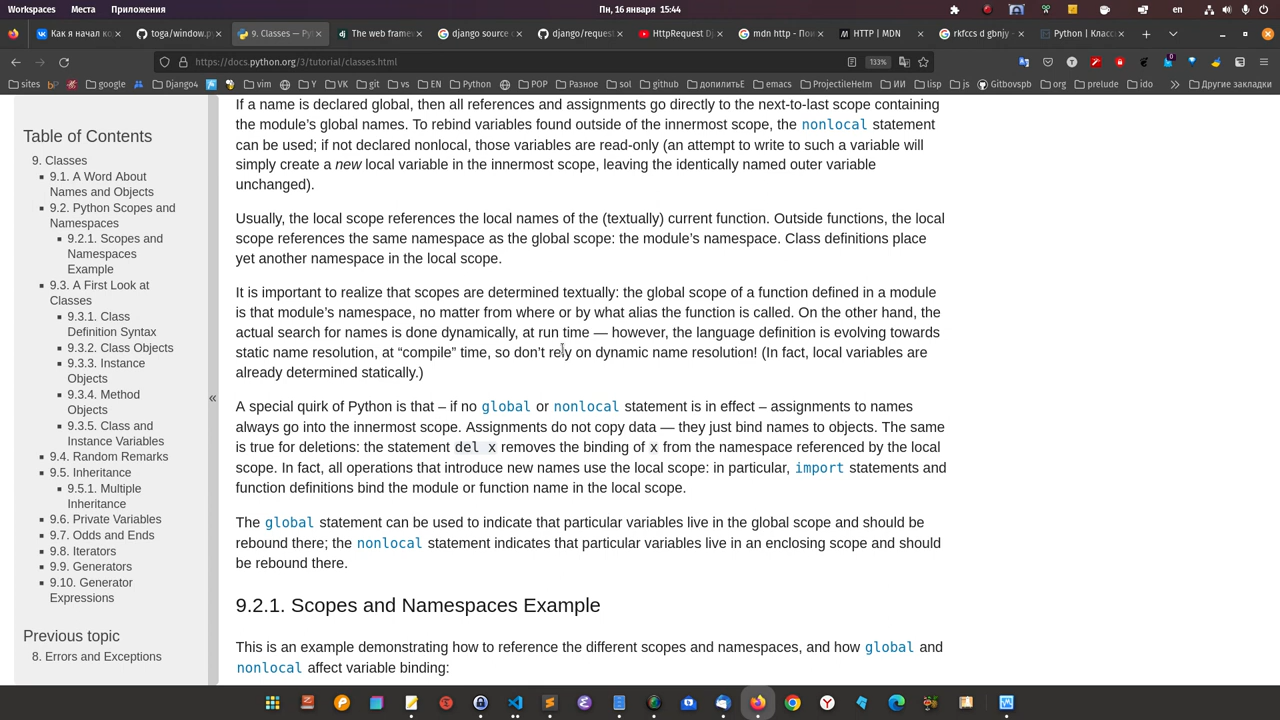 Workspaces Места Приложения Пн, 16 января 15:44 en
Как я начал ко toga/window.p 9. Classes — Py The web frame django source c django/reques HttpRequest D mdn http - Пои HTTP | MDN rkfccs d gbnjy - Python | Класс
https://docs.python.org/3/tutorial/classes.html 133%
sites google Django4 vim Y VK git vs EN Python POP Разное sol github допилитьЕ emacs ProjectileHelm ИИ lisp js Gitbovspb org prelude ido Другие закладки
Table of Contents
9. Classes
9.1. A Word About
Names and Objects
9.2. Python Scopes and
Namespaces
9.2.1. Scopes and
Namespaces
Example
9.3. A First Look at
Classes
9.3.1. Class
Definition Syntax
9.3.2. Class Objects
9.3.3. Instance
Objects
9.3.4. Method
Objects
9.3.5. Class and
Instance Variables
9.4. Random Remarks
9.5. Inheritance
9.5.1. Multiple
Inheritance
9.6. Private Variables
9.7. Odds and Ends
9.8. Iterators
9.9. Generators
9.10. Generator
Expressions
Previous topic
8. Errors and Exceptions
«
If a name is declared global, then all references and assignments go directly to the next-to-last scope containing
the module’s global names. To rebind variables found outside of the innermost scope, the nonlocal statement
can be used; if not declared nonlocal, those variables are read-only (an attempt to write to such a variable will
simply create a new local variable in the innermost scope, leaving the identically named outer variable
unchanged).
Usually, the local scope references the local names of the (textually) current function. Outside functions, the local
scope references the same namespace as the global scope: the module’s namespace. Class definitions place
yet another namespace in the local scope.
It is important to realize that scopes are determined textually: the global scope of a function defined in a module
is that module’s namespace, no matter from where or by what alias the function is called. On the other hand, the
actual search for names is done dynamically, at run time — however, the language definition is evolving towards
static name resolution, at “compile” time, so don’t rely on dynamic name resolution! (In fact, local variables are
already determined statically.)
A special quirk of Python is that – if no global or nonlocal statement is in effect – assignments to names
always go into the innermost scope. Assignments do not copy data — they just bind names to objects. The same
is true for deletions: the statement del x removes the binding of x from the namespace referenced by the local
scope. In fact, all operations that introduce new names use the local scope: in particular, import statements and
function definitions bind the module or function name in the local scope.
The global statement can be used to indicate that particular variables live in the global scope and should be
rebound there; the nonlocal statement indicates that particular variables live in an enclosing scope and should
be rebound there.
9.2.1. Scopes and Namespaces Example
This is an example demonstrating how to reference the different scopes and namespaces, and how global and
nonlocal affect variable binding: